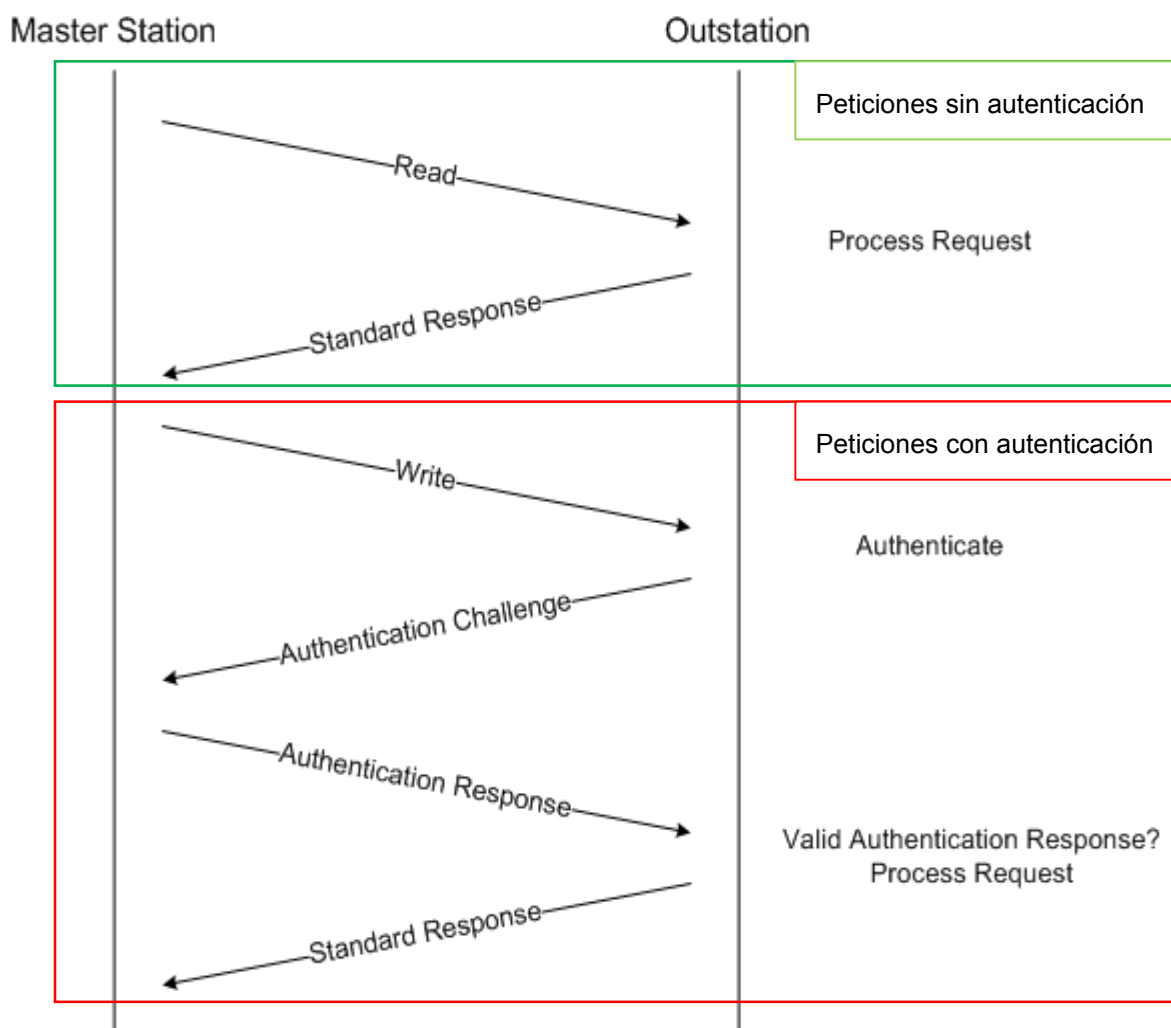 Master Station
Outstation
Peticiones sin autenticación
Read
Process Request
Standard Response
Peticiones con autenticación
Write
Authenticate
Authentication Challenge
Authentication Response
Valid Authentication Response?
Process Request
Standard Response